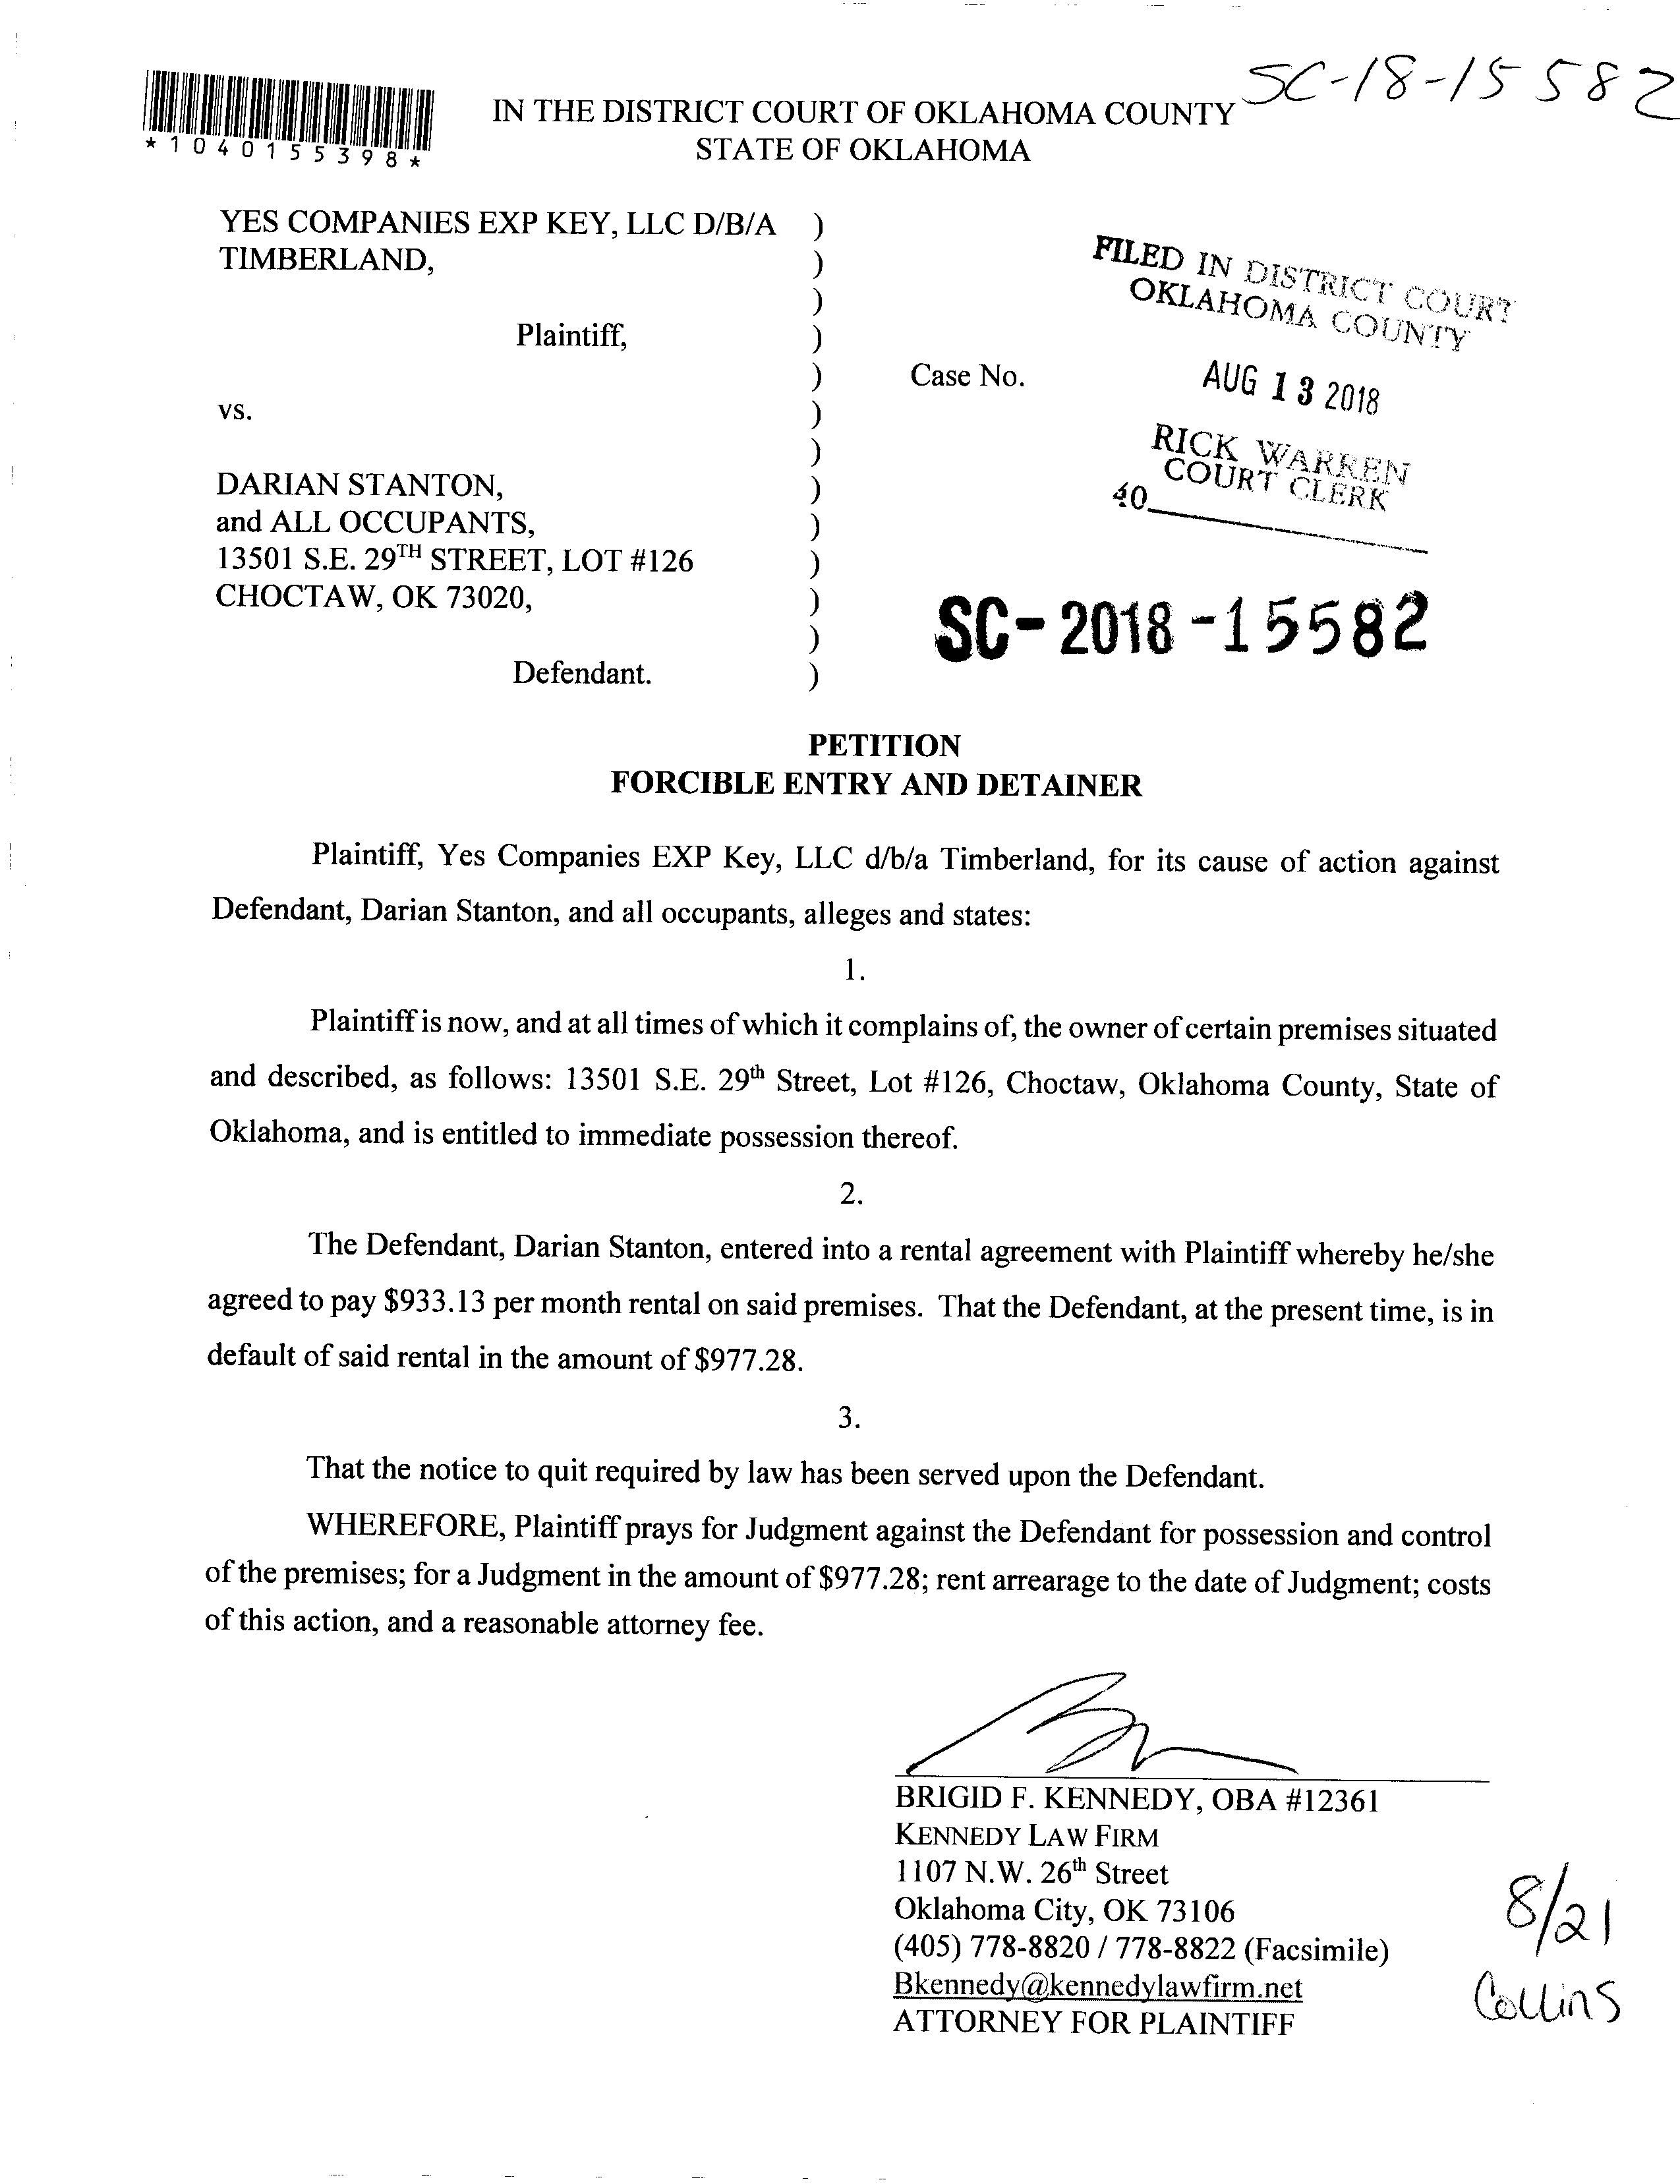 SC-18-15582
*1040155398*
IN THE DISTRICT COURT OF OKLAHOMA COUNTY
STATE OF OKLAHOMA
YES COMPANIES EXP KEY, LLC D/B/A )
TIMBERLAND, )
)
Plaintiff, )
) Case No.
vs. )
)
DARIAN STANTON, )
and ALL OCCUPANTS, )
13501 S.E. 29TH STREET, LOT #126 )
CHOCTAW, OK 73020, )
)
Defendant. )
FILED IN DISTRICT COURT
OKLAHOMA COUNTY
AUG 13 2018
RICK WARREN
COURT CLERK
40
SC-2018-15582
PETITION
FORCIBLE ENTRY AND DETAINER
Plaintiff, Yes Companies EXP Key, LLC d/b/a Timberland, for its cause of action against
Defendant, Darian Stanton, and all occupants, alleges and states:
1.
Plaintiff is now, and at all times of which it complains of, the owner of certain premises situated
and described, as follows: 13501 S.E. 29th Street, Lot #126, Choctaw, Oklahoma County, State of
Oklahoma, and is entitled to immediate possession thereof.
2.
The Defendant, Darian Stanton, entered into a rental agreement with Plaintiff whereby he/she
agreed to pay $933.13 per month rental on said premises. That the Defendant, at the present time, is in
default of said rental in the amount of $977.28.
3.
That the notice to quit required by law has been served upon the Defendant.
WHEREFORE, Plaintiff prays for Judgment against the Defendant for possession and control
of the premises; for a Judgment in the amount of $977.28; rent arrearage to the date of Judgment; costs
of this action, and a reasonable attorney fee.
BRIGID F. KENNEDY, OBA #12361
KENNEDY LAW FIRM
1107 N.W. 26th Street
Oklahoma City, OK 73106
(405) 778-8820 / 778-8822 (Facsimile)
Bkennedy@kennedylawfirm.net
ATTORNEY FOR PLAINTIFF
8/21
Collins